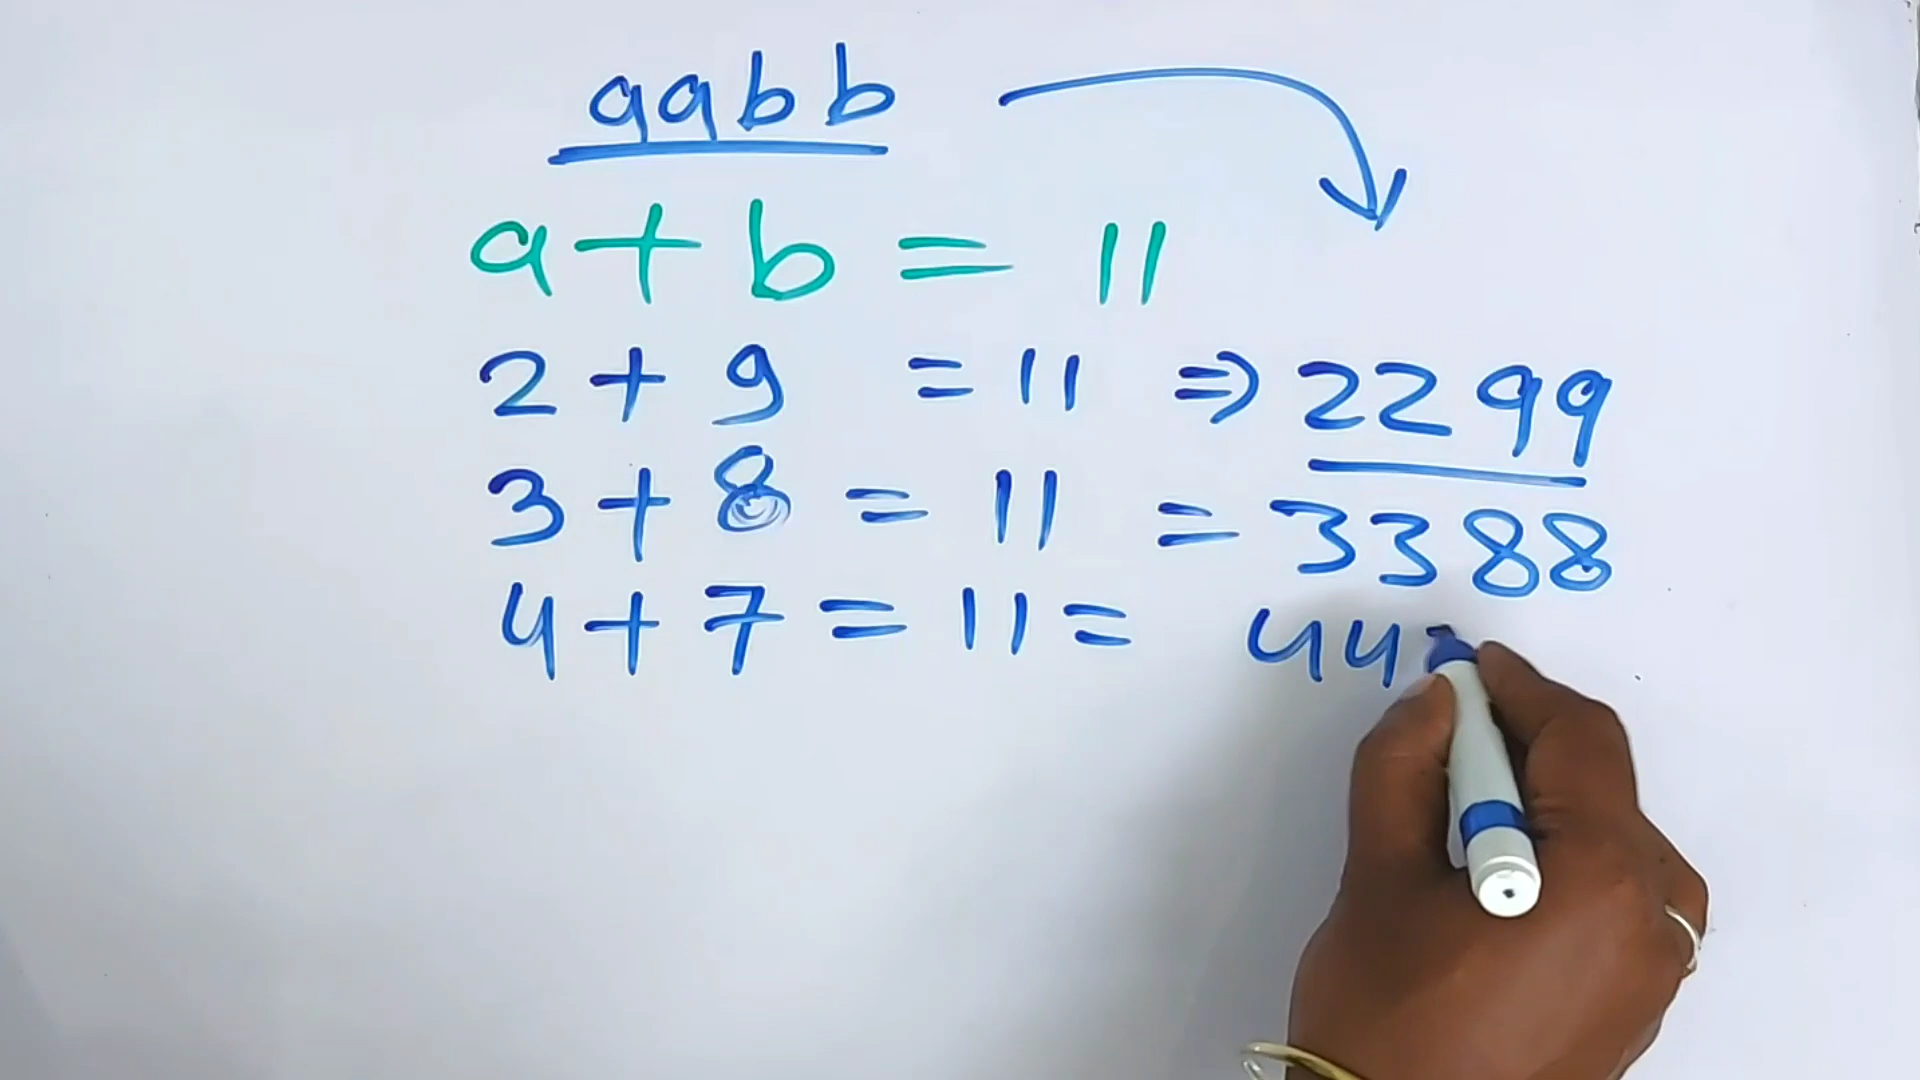 aabb
a + b = 11
2 + 9 = 11 ⇒ 2299
3 + 8 = 11 = 3388
4 + 7 = 11 = 44